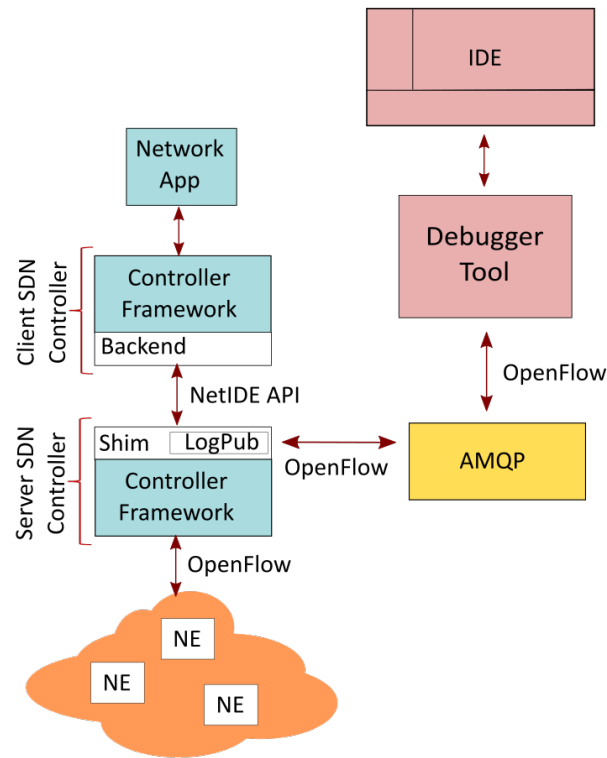 IDE
Network
App
Debugger
Tool
Client SDN
Controller
Controller
Framework
Backend
NetIDE API
OpenFlow
Server SDN
Controller
Shim
LogPub
OpenFlow
AMQP
Controller
Framework
OpenFlow
NE
NE
NE